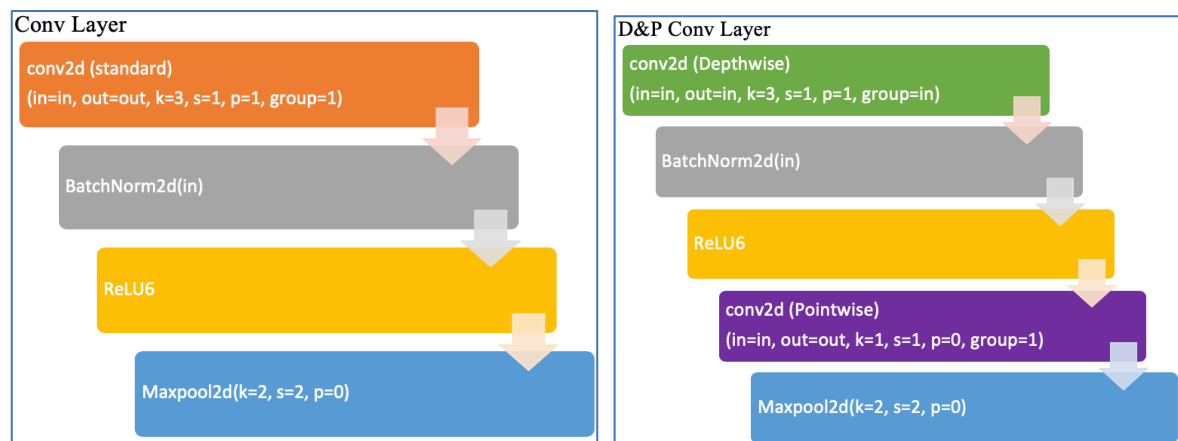 Conv Layer
conv2d (standard)
(in=in, out=out, k=3, s=1, p=1, group=1)
BatchNorm2d(in)
ReLU6
Maxpool2d(k=2, s=2, p=0)
D&P Conv Layer
conv2d (Depthwise)
(in=in, out=in, k=3, s=1, p=1, group=in)
BatchNorm2d(in)
ReLU6
conv2d (Pointwise)
(in=in, out=out, k=1, s=1, p=0, group=1)
Maxpool2d(k=2, s=2, p=0)